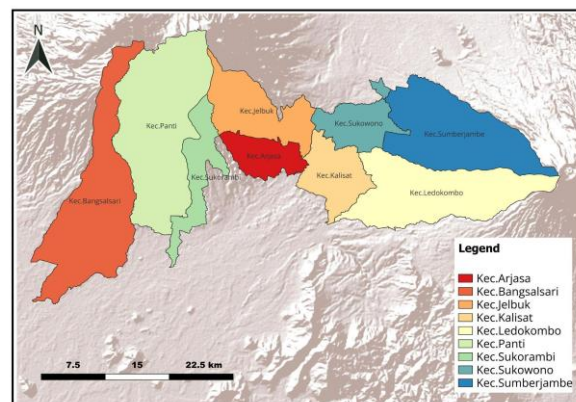 N
Kec.Jelbuk
Kec.Panti
Kec.Sukowono
Kec.Sumberjambe
Kec.Arjasa
Kec.Sukorambi
Kec.Kalisat
Kec.Ledokombo
Kec.Bangsalsari
Legend
Kec.Arjasa
Kec.Bangsalsari
Kec.Jelbuk
Kec.Kalisat
Kec.Ledokombo
Kec.Panti
Kec.Sukorambi
Kec.Sukowono
Kec.Sumberjambe
7.5 15 22.5 km